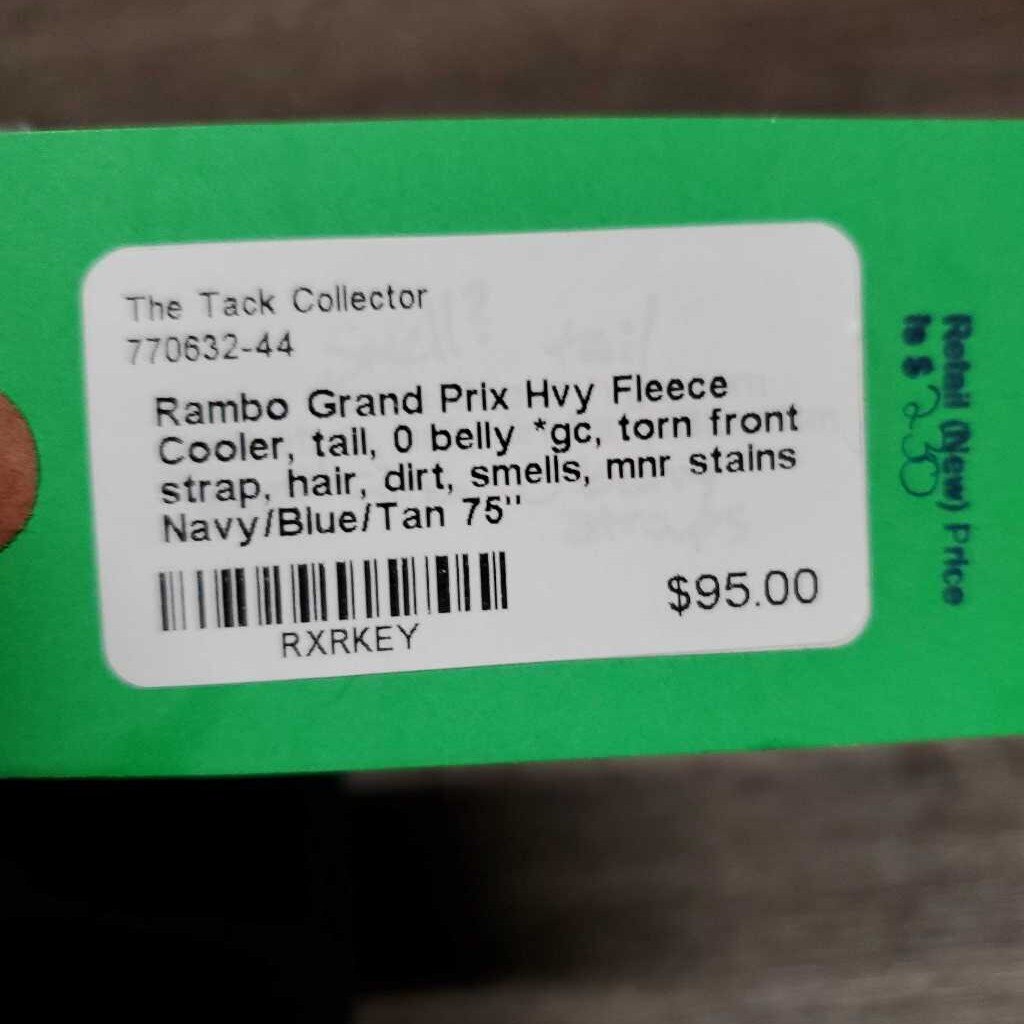 The Tack Collector
770632-44
Rambo Grand Prix Hvy Fleece
Cooler, tail, 0 belly *gc, torn front
strap, hair, dirt, smells, mnr stains
Navy/Blue/Tan 75"
RXRKEY
$95.00
Retail (New) Price
Is $ 230